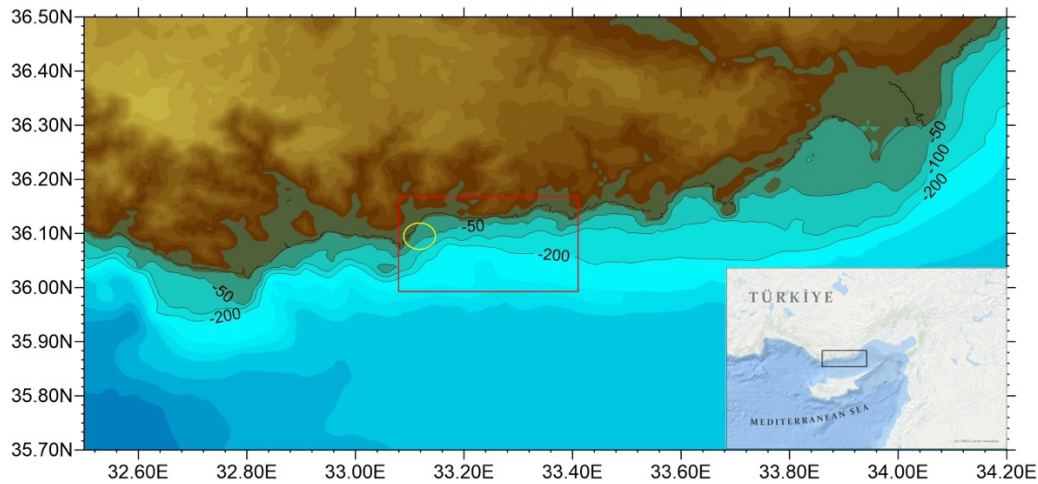 36.50N
36.40N
36.30N
36.20N
36.10N
36.00N
35.90N
35.80N
35.70N
-50
-100
-200
-50
-200
-50
-200
TÜRKİYE
MEDITERRANEAN SEA
32.60E 32.80E 33.00E 33.20E 33.40E 33.60E 33.80E 34.00E 34.20E